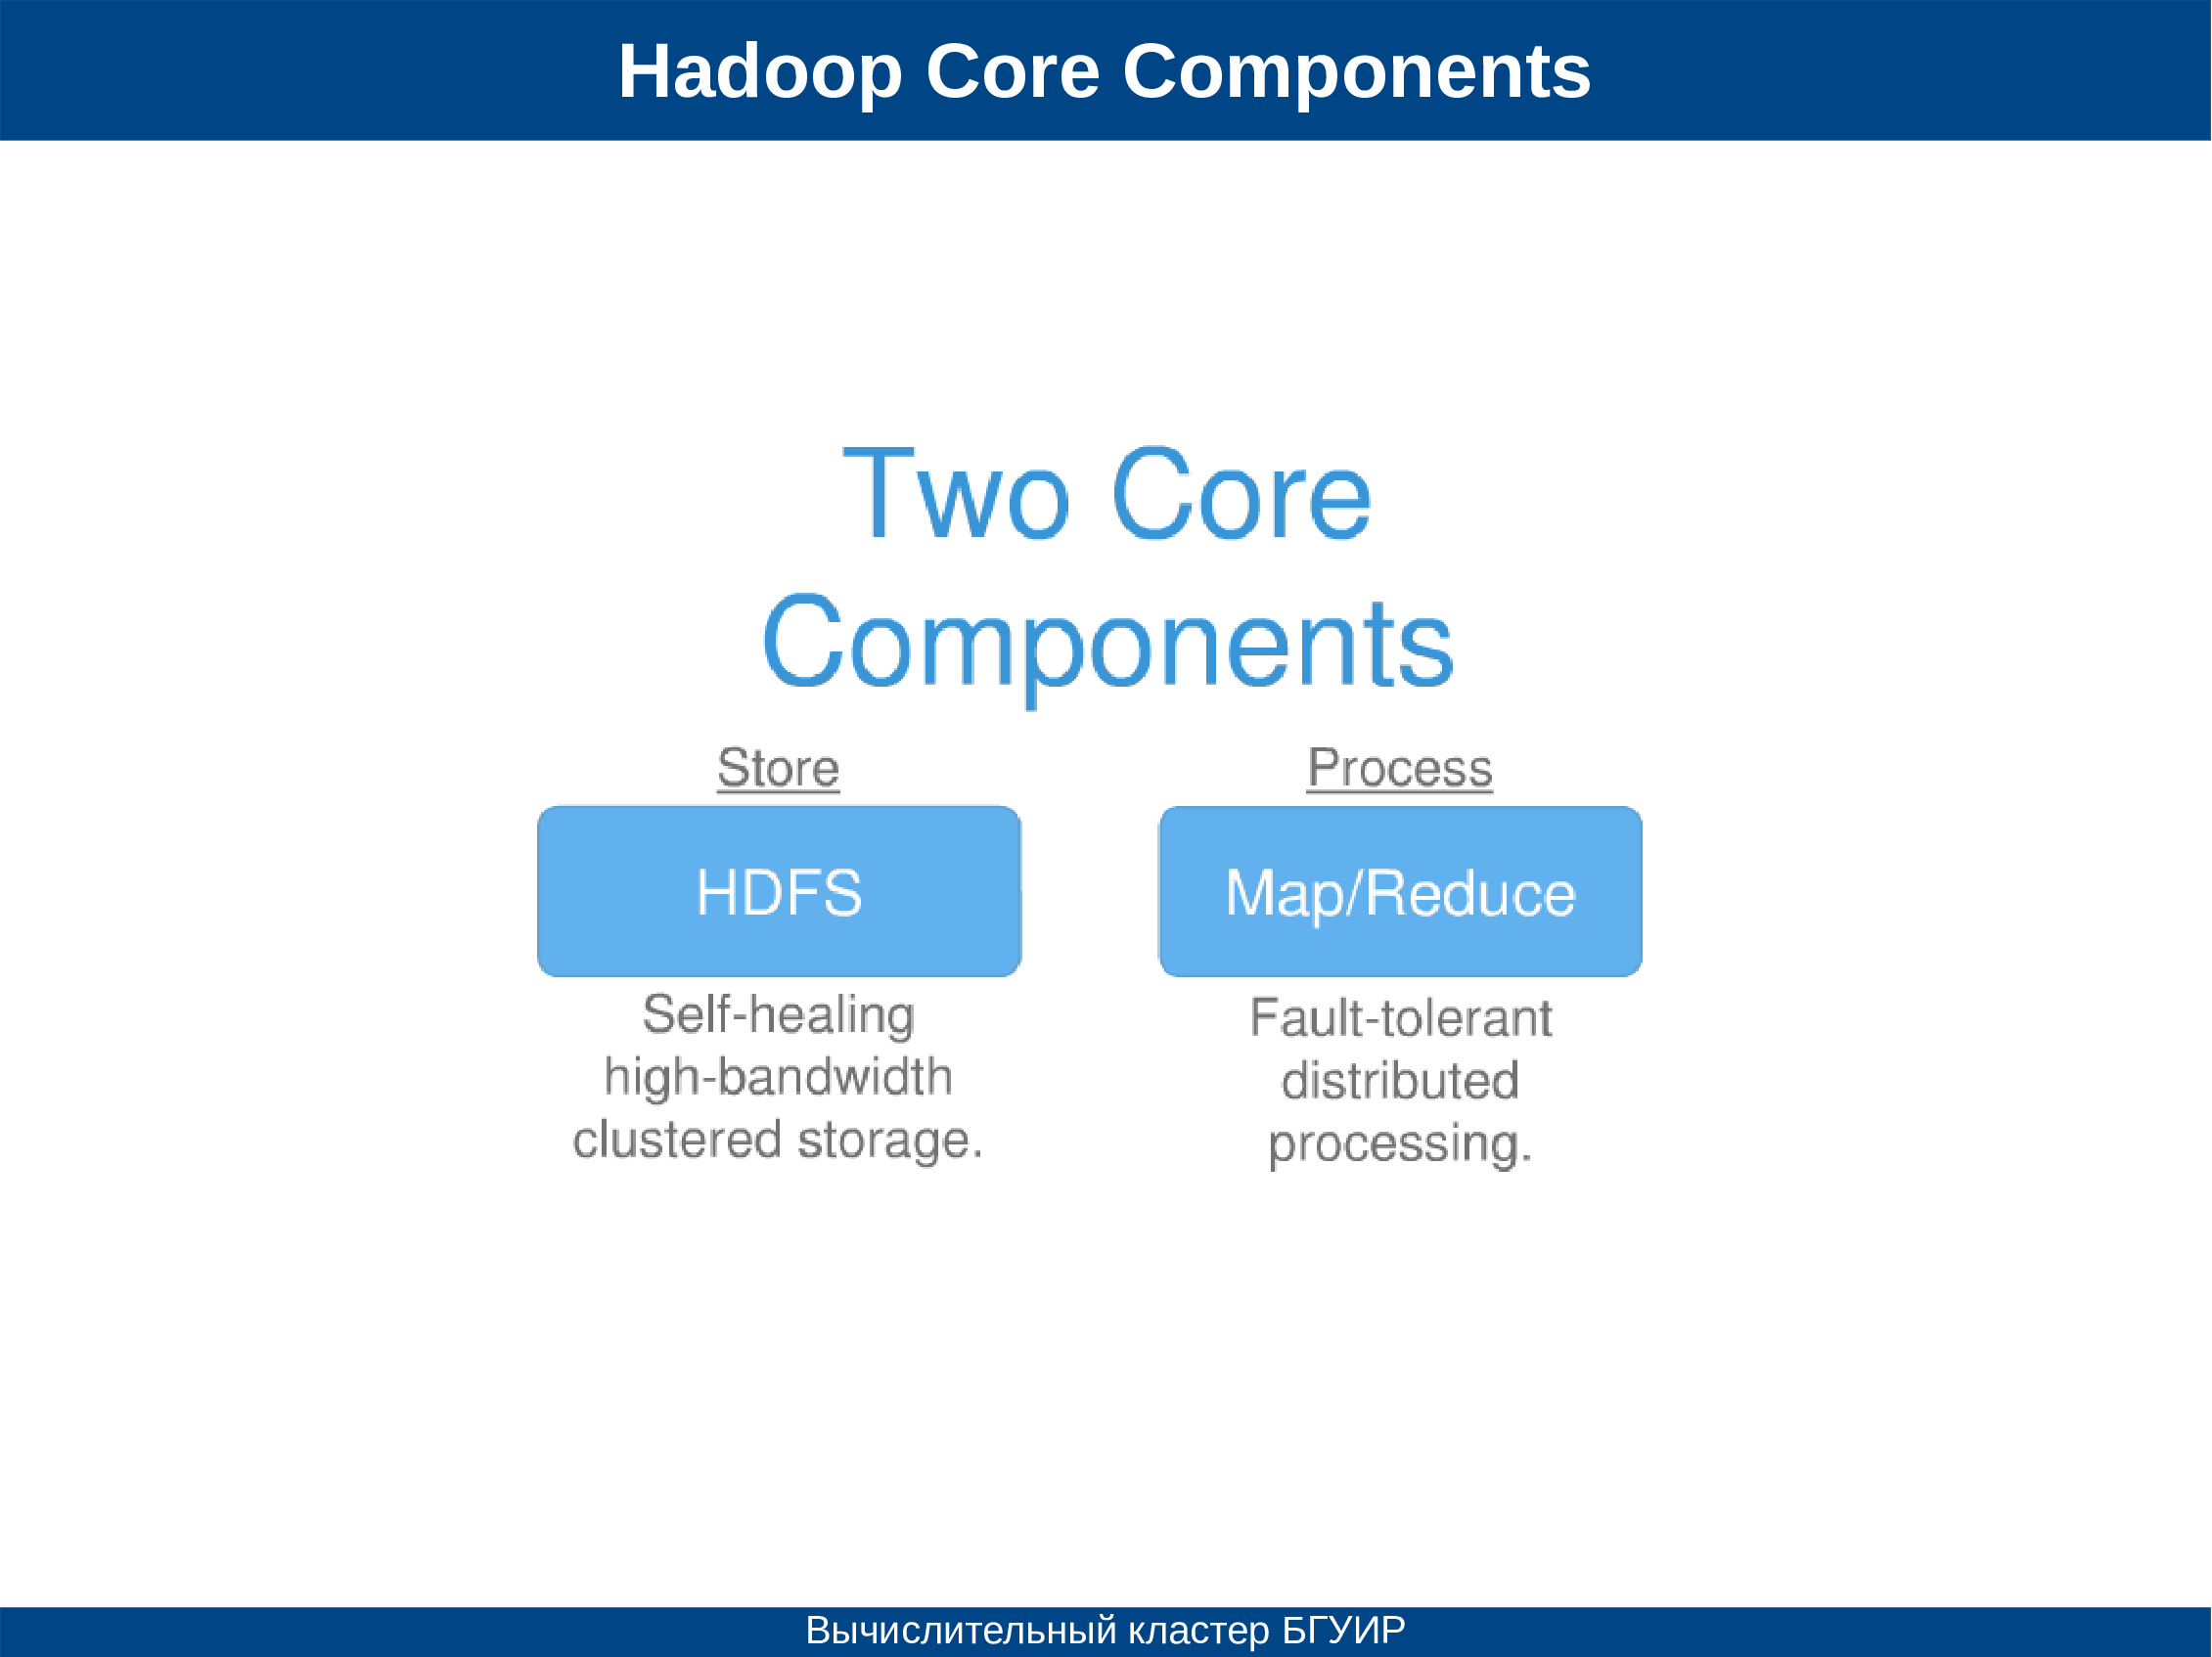 Hadoop Core Components
Two Core
Components
Store
HDFS
Self-healing
high-bandwidth
clustered storage.
Process
Map/Reduce
Fault-tolerant
distributed
processing.
Вычислительный кластер БГУИР